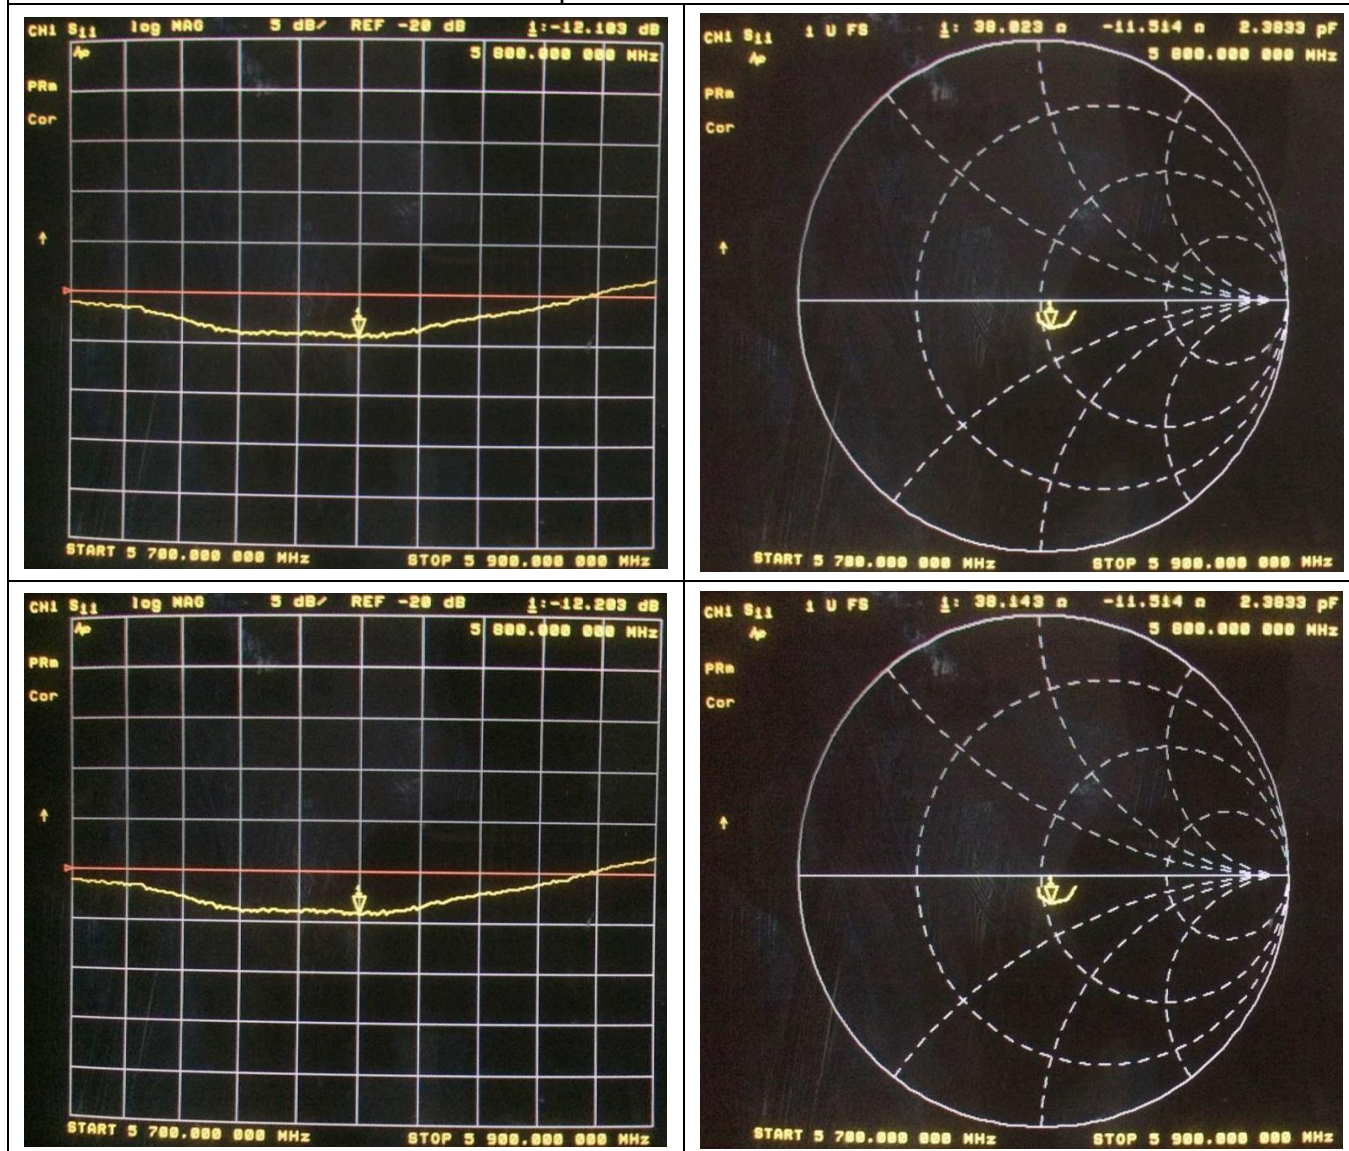 CH1 S11 log MAG 5 dB/ REF -20 dB 1:-12.103 dB
5 800.000 000 MHz
PRm
Cor
START 5 700.000 000 MHz STOP 5 900.000 000 MHz
CH1 S11 1 U FS 1: 38.023 Ω -11.514 Ω 2.3833 pF
5 800.000 000 MHz
PRm
Cor
START 5 700.000 000 MHz STOP 5 900.000 000 MHz
CH1 S11 log MAG 5 dB/ REF -20 dB 1:-12.203 dB
5 800.000 000 MHz
PRm
Cor
START 5 700.000 000 MHz STOP 5 900.000 000 MHz
CH1 S11 1 U FS 1: 38.143 Ω -11.514 Ω 2.3833 pF
5 800.000 000 MHz
PRm
Cor
START 5 700.000 000 MHz STOP 5 900.000 000 MHz